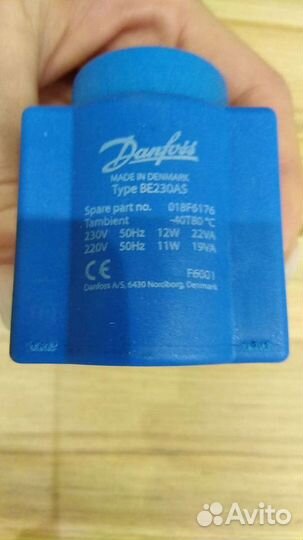 Danfoss
MADE IN DENMARK
Type BE230AS
Spare part no. 018F6176
Tambient -40T80 °C
230V 50Hz 12W 22VA
220V 50Hz 11W 19VA
CE F6001
Danfoss A/S, 6430 Nordborg, Denmark
Avito